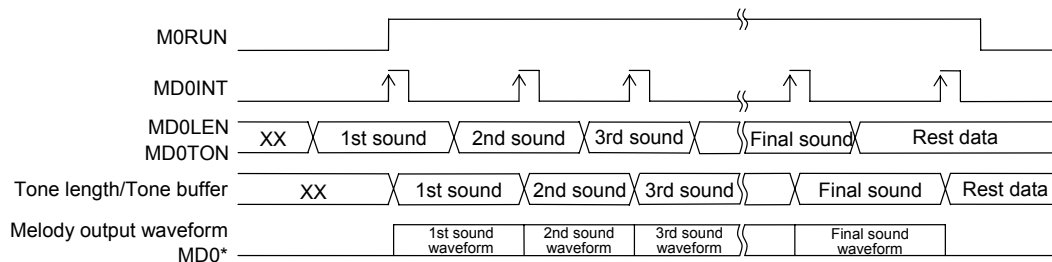 M0RUN
MD0INT
MD0LEN
MD0TON
XX 1st sound 2nd sound 3rd sound Final sound Rest data
Tone length/Tone buffer XX 1st sound 2nd sound 3rd sound Final sound Rest data
Melody output waveform
MD0*
1st sound
waveform
2nd sound
waveform
3rd sound
waveform
Final sound
waveform